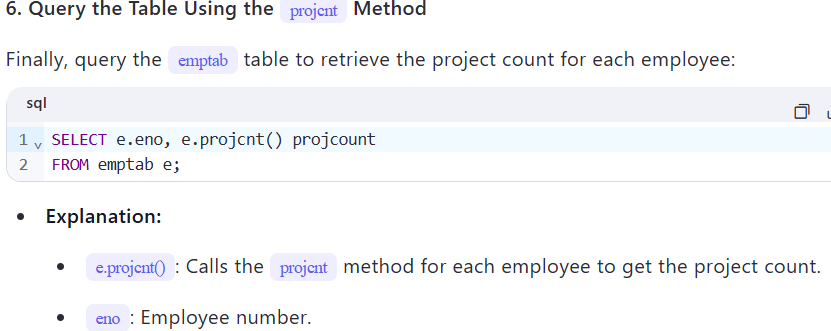 6. Query the Table Using the projcnt Method
Finally, query the emptab table to retrieve the project count for each employee:
sql
1 SELECT e.eno, e.projcnt() projcount
2 FROM emptab e;
• Explanation:
• e.projcnt() : Calls the projcnt method for each employee to get the project count.
• eno : Employee number.